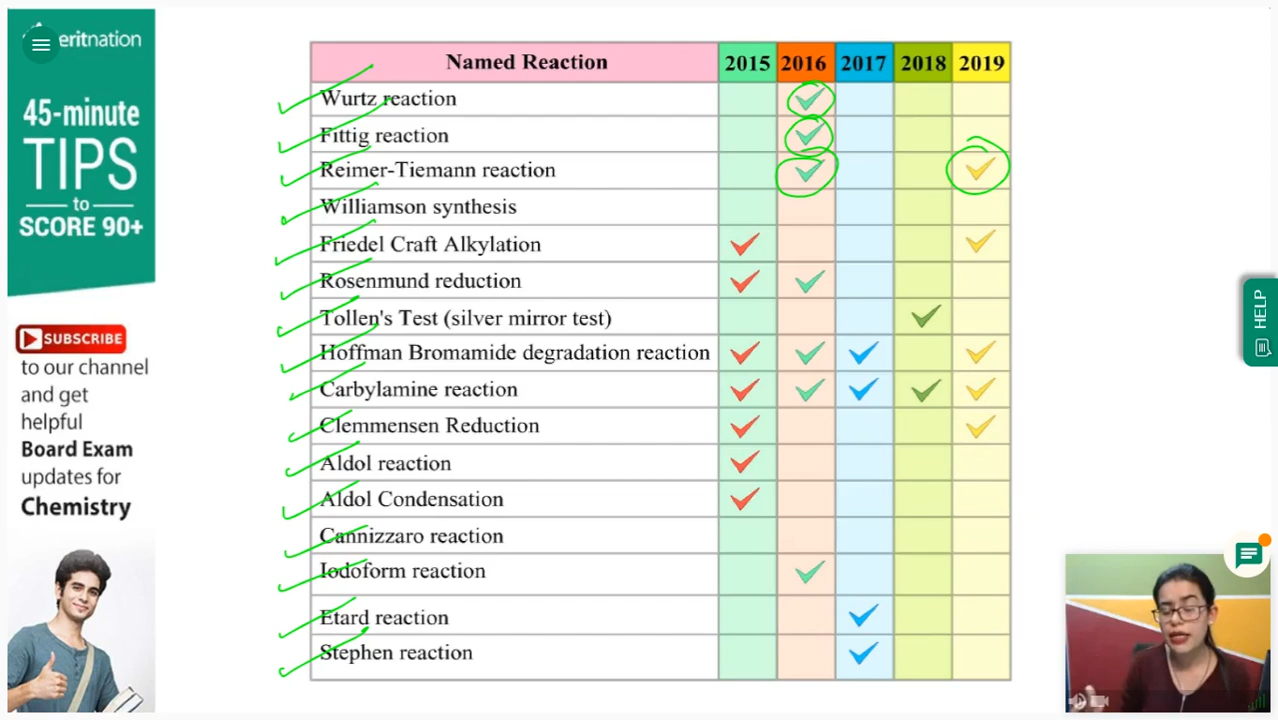 eritnation
45-minute
TIPS
to
SCORE 90+
SUBSCRIBE
to our channel
and get
helpful
Board Exam
updates for
Chemistry
Named Reaction 2015 2016 2017 2018 2019
Wurtz reaction
Fittig reaction
Reimer-Tiemann reaction
Williamson synthesis
Friedel Craft Alkylation
Rosenmund reduction
Tollen's Test (silver mirror test)
Hoffman Bromamide degradation reaction
Carbylamine reaction
Clemmensen Reduction
Aldol reaction
Aldol Condensation
Cannizzaro reaction
Iodoform reaction
Etard reaction
Stephen reaction
HELP